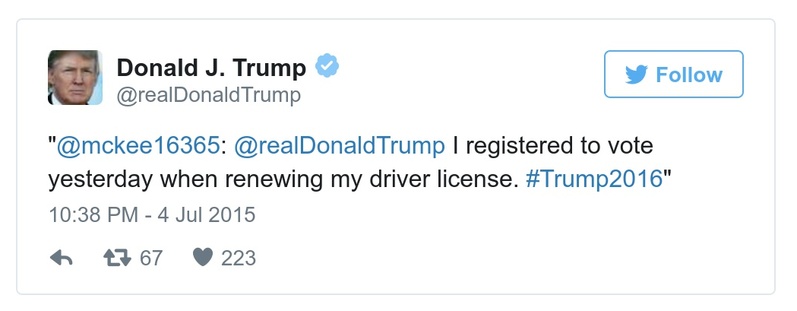 Donald J. Trump
@realDonaldTrump
Follow
"@mckee16365: @realDonaldTrump I registered to vote
yesterday when renewing my driver license. #Trump2016"
10:38 PM - 4 Jul 2015
67 223